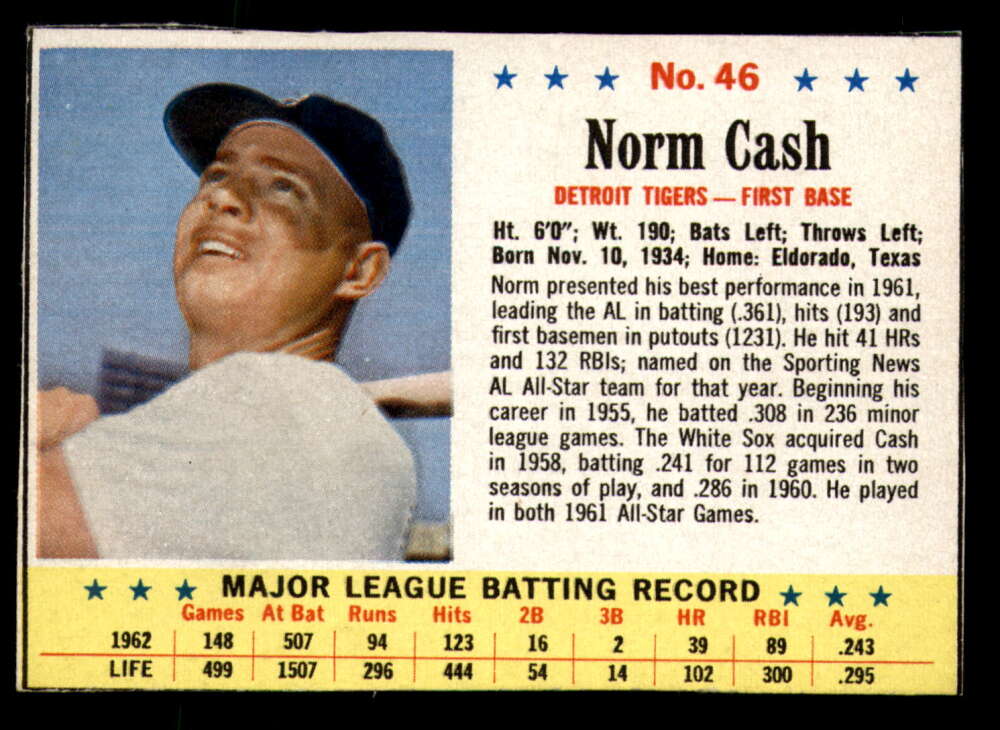 ★ ★ ★ No. 46 ★ ★ ★
Norm Cash
DETROIT TIGERS — FIRST BASE
Ht. 6'0"; Wt. 190; Bats Left; Throws Left;
Born Nov. 10, 1934; Home: Eldorado, Texas
Norm presented his best performance in 1961,
leading the AL in batting (.361), hits (193) and
first basemen in putouts (1231). He hit 41 HRs
and 132 RBIs; named on the Sporting News
AL All-Star team for that year. Beginning his
career in 1955, he batted .308 in 236 minor
league games. The White Sox acquired Cash
in 1958, batting .241 for 112 games in two
seasons of play, and .286 in 1960. He played
in both 1961 All-Star Games.
★ ★ ★ MAJOR LEAGUE BATTING RECORD ★ ★ ★
Games At Bat Runs Hits 2B 3B HR RBI Avg.
1962 148 507 94 123 16 2 39 89 .243
LIFE 499 1507 296 444 54 14 102 300 .295